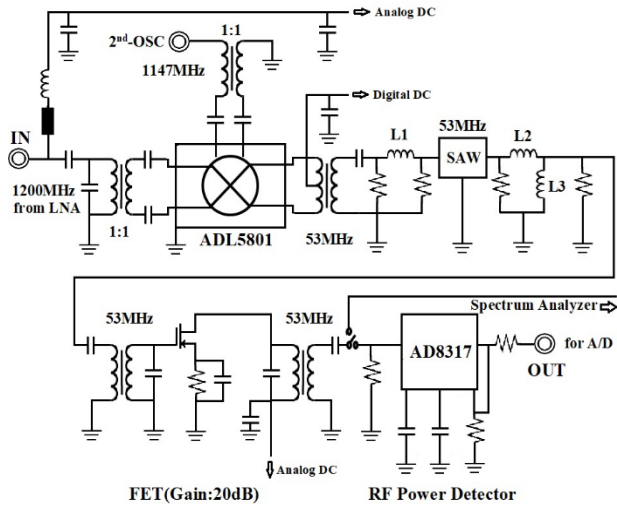 Analog DC
2nd-OSC
1:1
1147MHz
Digital DC
IN
L1
53MHz
L2
SAW
L3
1200MHz
from LNA
1:1
ADL5801
53MHz
53MHz
53MHz
Spectrum Analyzer
AD8317
for A/D
OUT
Analog DC
FET(Gain:20dB)
RF Power Detector